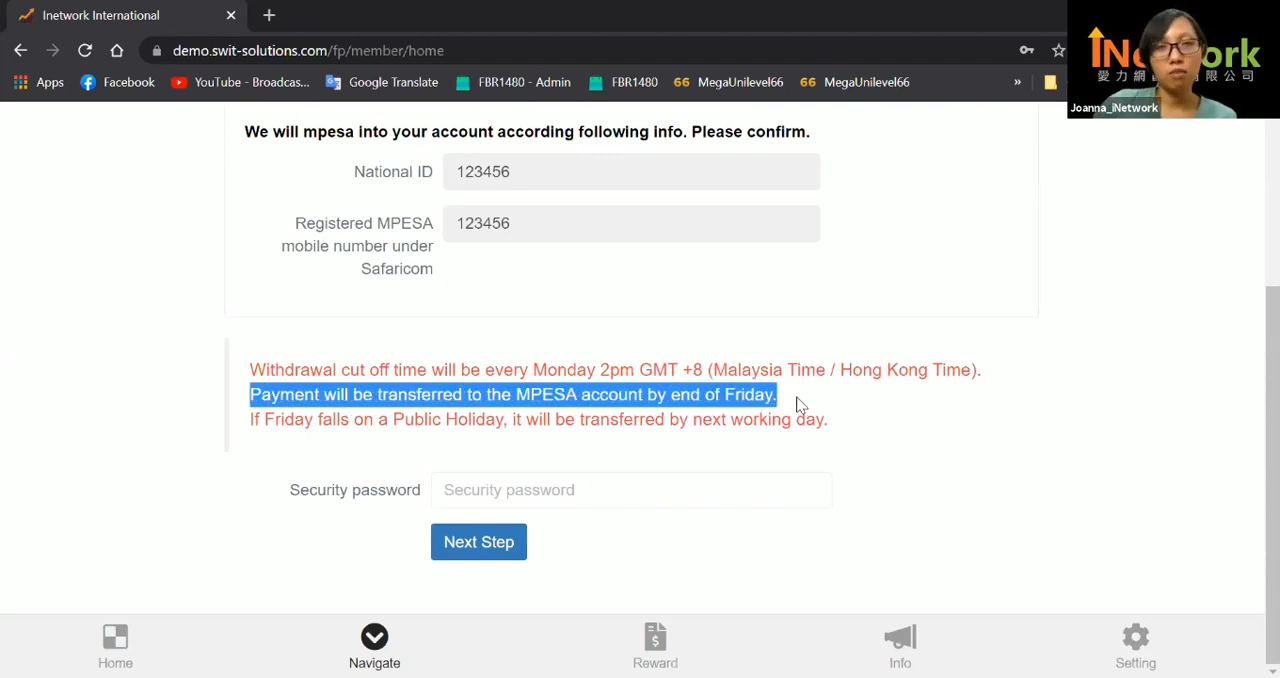 Inetwork International
demo.swit-solutions.com/fp/member/home
Apps Facebook YouTube - Broadcas... Google Translate FBR1480 - Admin FBR1480 66 MegaUnilevel66 66 MegaUnilevel66 »
Joanna_iNetwork
We will mpesa into your account according following info. Please confirm.
National ID 123456
Registered MPESA 123456
mobile number under
Safaricom
Withdrawal cut off time will be every Monday 2pm GMT +8 (Malaysia Time / Hong Kong Time).
Payment will be transferred to the MPESA account by end of Friday.
If Friday falls on a Public Holiday, it will be transferred by next working day.
Security password Security password
Next Step
Home Navigate Reward Info Setting